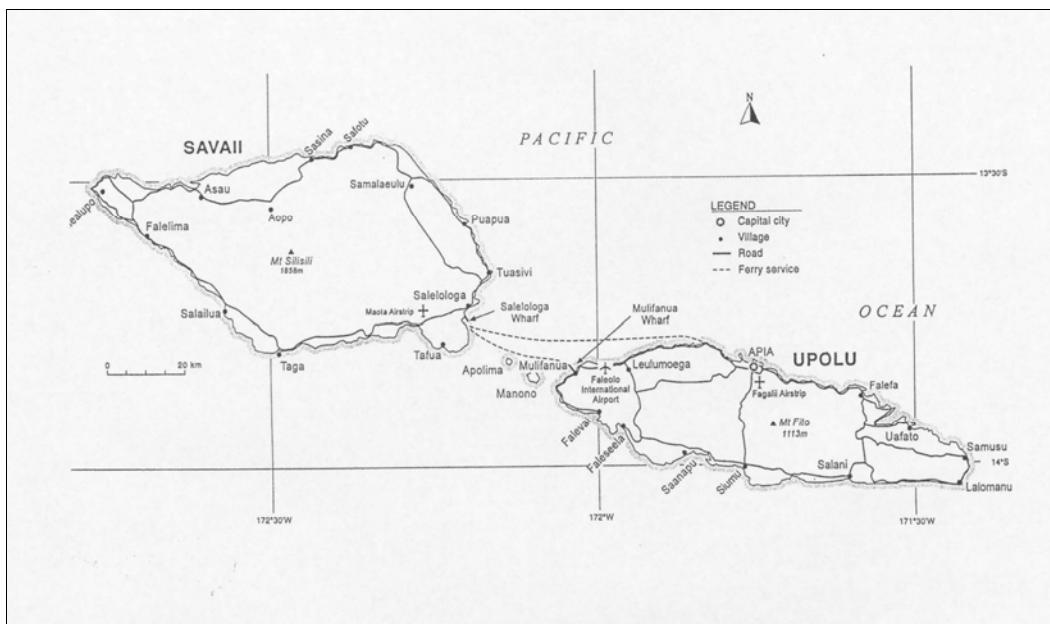 N
PACIFIC
SAVAII
Sasina
Safotu
13°30'S
Asau
Samalaeulu
ealupo
Aopo
LEGEND
Capital city
Village
Road
Ferry service
Puapua
Falelima
Mt Silisili
1858m
Tuasivi
Salelologa
Salelologa
Wharf
Maota Airstrip
Mulifanua
Wharf
OCEAN
Salailua
Tafua
Taga
0 20 km
Apolima
Mulifanua
Manono
Faleolo
International
Airport
Leulumoega
APIA
UPOLU
Fagalii Airstrip
Falefa
Mt Fito
1113m
Faleseela
Uafato
Samusu
14°S
Saanapu
Siumu
Salani
Lalomanu
172°30'W
172°W
171°30'W